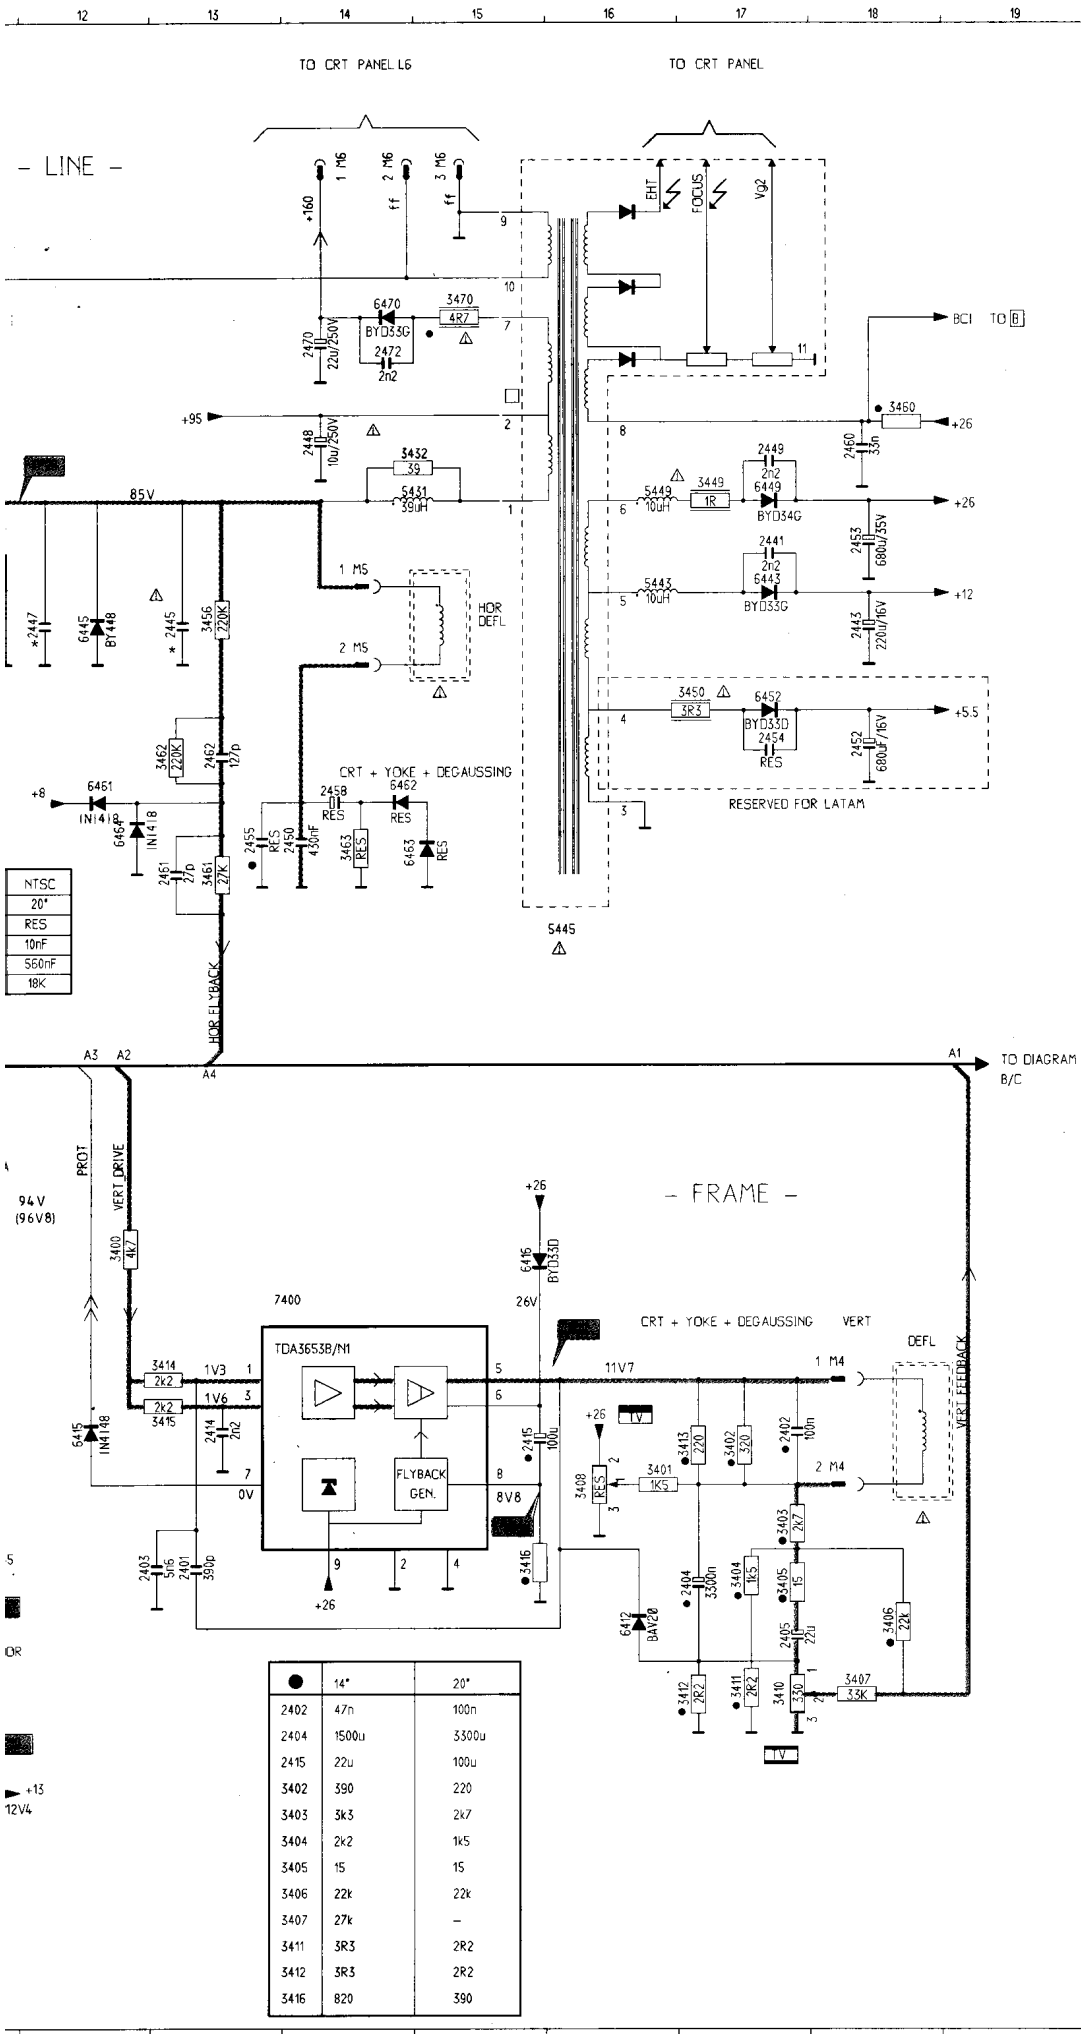 12 13 14 15 16 17 18 19
TO CRT PANEL L6
TO CRT PANEL
- LINE -
1 M6
2 M6
3 M6
+160
ff
ff
9
EHT
FOCUS
Vg2
10
6470
BYD33G
3470
4R7
7
2470
22u/250V
2472
2n2
11
BCI TO B
+95
2
8
3460
+26
2448
10u/250V
2460
33n
3432
39
5431
39uH
85V
1
2449
2n2
5449
10uH
3449
1R
6449
BYD34G
6
+26
2453
680u/35V
2441
2n2
5443
10uH
6443
BYD33G
5
+12
2443
220u/16V
1 M5
HOR
DEFL
2 M5
*2447
6445
BY448
* 2445
3456
220K
3450
3R3
6452
BYD33D
4
+5.5
2454
RES
2452
680uF/16V
3462
220K
2462
127p
CRT + YOKE + DEGAUSSING
RESERVED FOR LATAM
3
+8
6461
IN1418
6464
IN1418
2458
RES
6462
RES
2455
RES
2450
430nF
3463
RES
6463
RES
2461
27p
3461
27K
NTSC
20"
RES
10nF
560nF
18K
5445
HOR FLYBACK
A3
A2
A4
A1
TO DIAGRAM
B/C
PROT
VERT_DRIVE
94V
(96V8)
+26
- FRAME -
3400
4k7
6416
BYD33D
26V
7400
CRT + YOKE + DEGAUSSING
VERT
DEFL
VERT FEEDBACK
TDA3653B/N1
3414
2k2
1V3
1
5
11V7
1 M4
2k2
3415
1V6
3
6
6415
IN4148
2414
2n2
2415
100u
+26
TV
3413
220
3402
320
2402
100n
7
0V
FLYBACK
GEN.
8
8V8
3408
RES
2
1
3
3401
1K5
2 M4
3403
2k7
2403
5n6
2401
390p
9
2
4
+26
3416
2404
3300n
3404
1k5
3405
15
6412
BAV20
2405
22u
3406
22k
3412
2R2
3411
2R2
3410
330
1
2
3
3407
33K
TV
14" 20"
2402 47n 100n
2404 1500u 3300u
2415 22u 100u
3402 390 220
3403 3k3 2k7
3404 2k2 1k5
3405 15 15
3406 22k 22k
3407 27k -
3411 3R3 2R2
3412 3R3 2R2
3416 820 390
+13
12V4